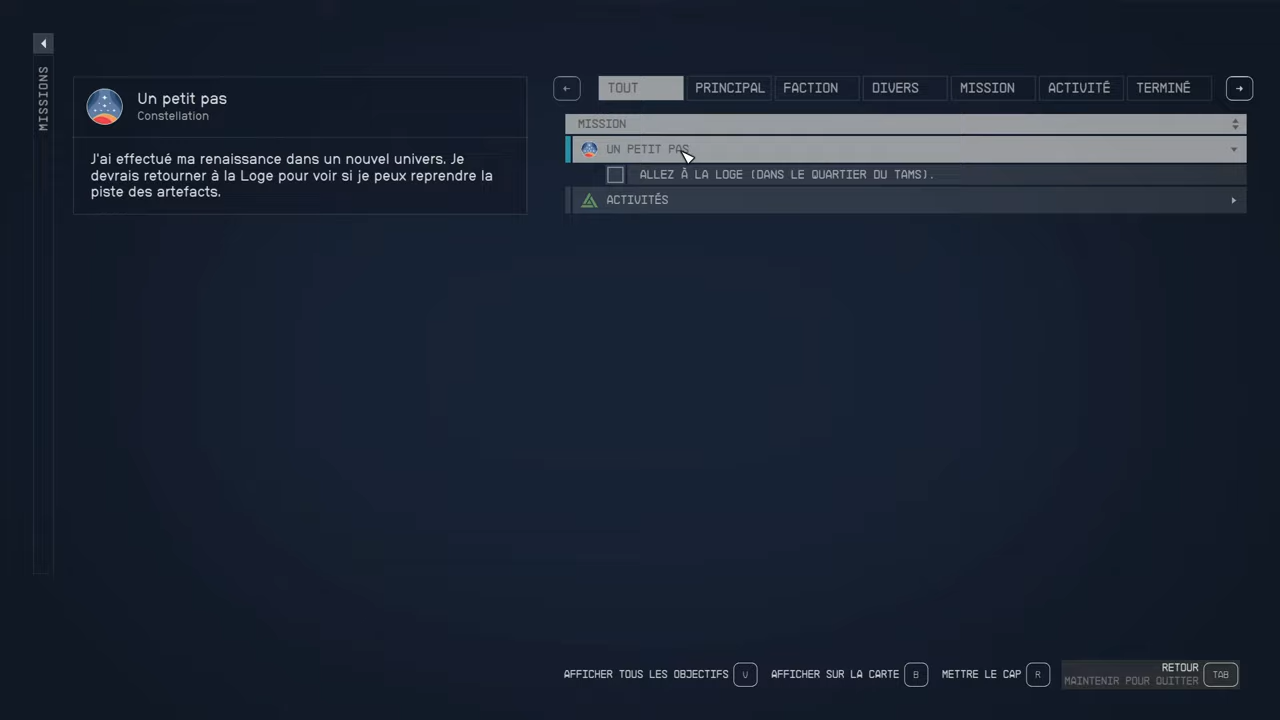 MISSIONS
Un petit pas
Constellation
J'ai effectué ma renaissance dans un nouvel univers. Je
devrais retourner à la Loge pour voir si je peux reprendre la
piste des artefacts.
TOUT PRINCIPAL FACTION DIVERS MISSION ACTIVITÉ TERMINÉ
MISSION
UN PETIT PAS
ALLEZ À LA LOGE (DANS LE QUARTIER DU TAMS).
ACTIVITÉS
AFFICHER TOUS LES OBJECTIFS V AFFICHER SUR LA CARTE B METTRE LE CAP R RETOUR TAB
MAINTENIR POUR QUITTER